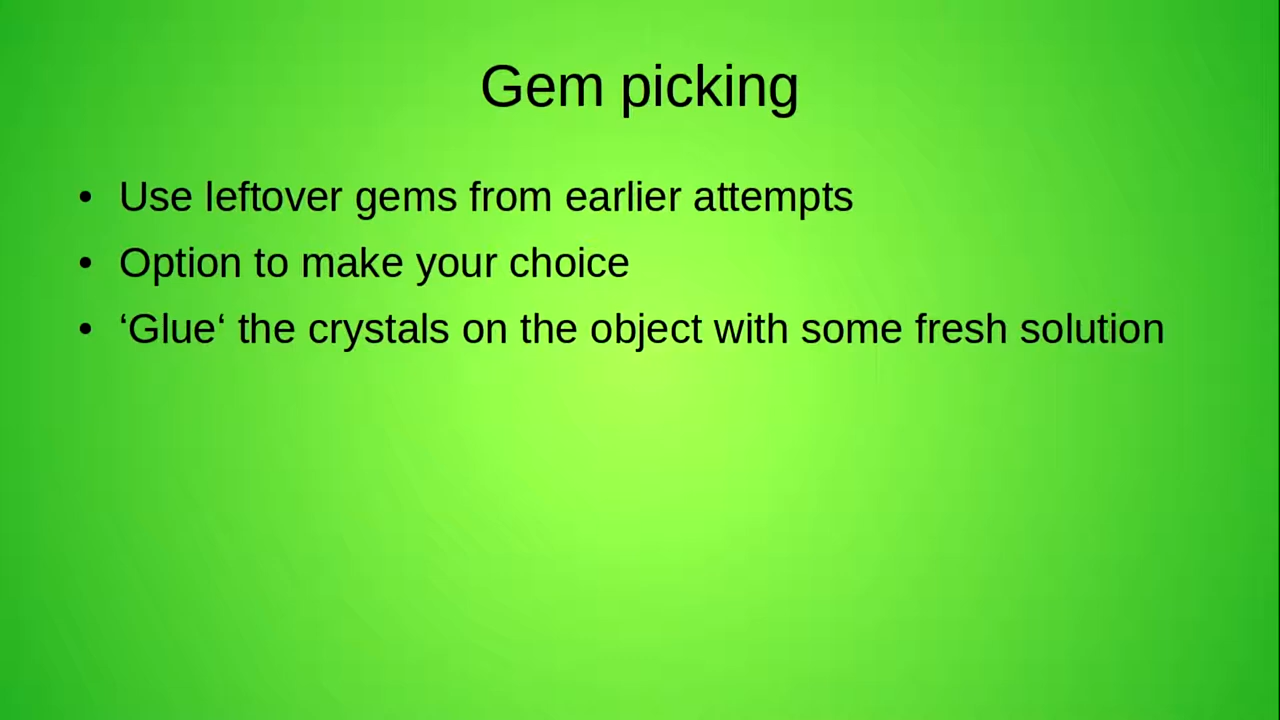 Gem picking
• Use leftover gems from earlier attempts
• Option to make your choice
• ‘Glue‘ the crystals on the object with some fresh solution